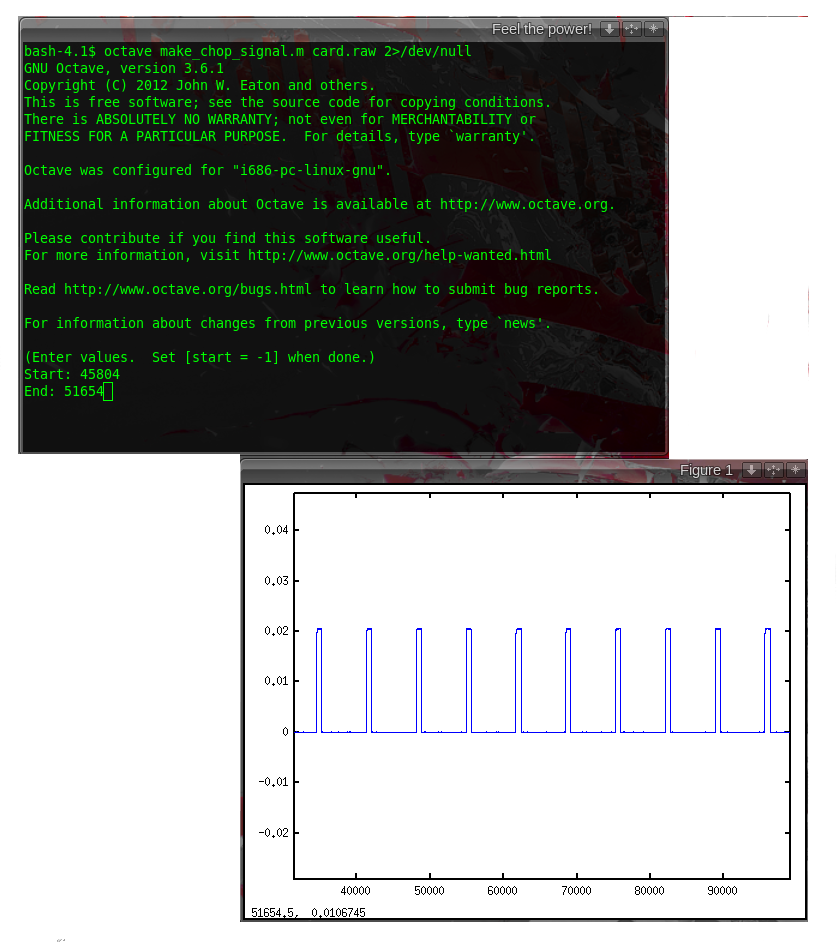 Feel the power!
bash-4.1$ octave make_chop_signal.m card.raw 2>/dev/null
GNU Octave, version 3.6.1
Copyright (C) 2012 John W. Eaton and others.
This is free software; see the source code for copying conditions.
There is ABSOLUTELY NO WARRANTY; not even for MERCHANTABILITY or
FITNESS FOR A PARTICULAR PURPOSE.  For details, type `warranty'.
Octave was configured for "i686-pc-linux-gnu".
Additional information about Octave is available at http://www.octave.org.
Please contribute if you find this software useful.
For more information, visit http://www.octave.org/help-wanted.html
Read http://www.octave.org/bugs.html to learn how to submit bug reports.
For information about changes from previous versions, type `news'.
(Enter values.  Set [start = -1] when done.)
Start: 45804
End: 51654
Figure 1
0.04
0.03
0.02
0.01
0
-0.01
-0.02
40000 50000 60000 70000 80000 90000
51654.5,  0.0106745